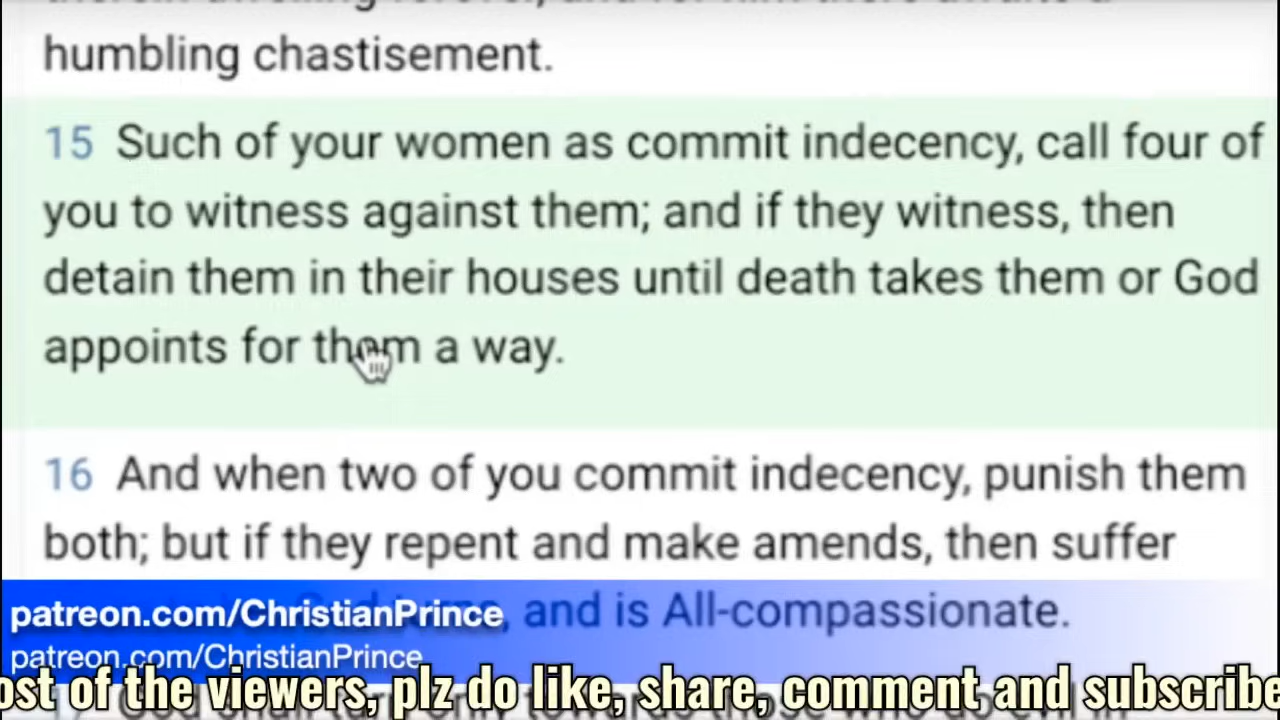 humbling chastisement.
15 Such of your women as commit indecency, call four of
you to witness against them; and if they witness, then
detain them in their houses until death takes them or God
appoints for them a way.
16 And when two of you commit indecency, punish them
both; but if they repent and make amends, then suffer
and is All-compassionate.
patreon.com/ChristianPrince
patreon.com/ChristianPrince
ost of the viewers, plz do like, share, comment and subscribe